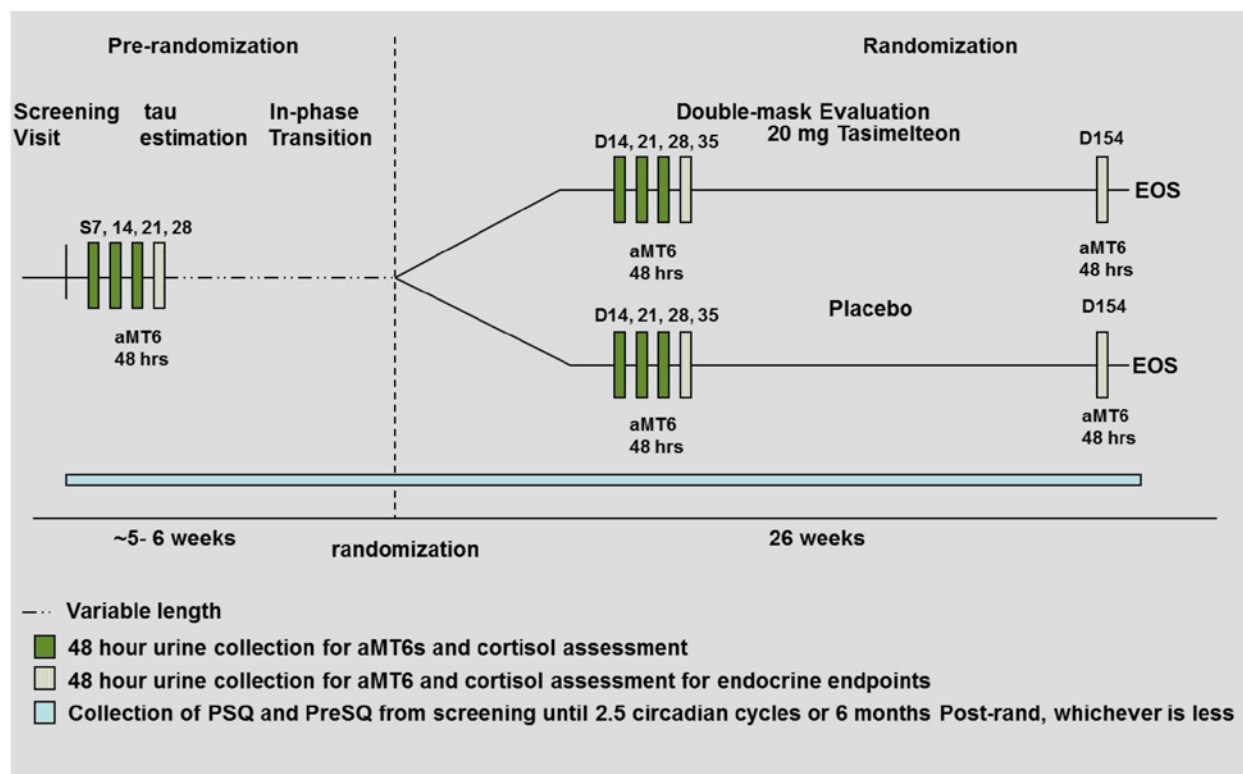 Pre-randomization
Randomization
Screening Visit
tau estimation
In-phase Transition
Double-mask Evaluation
20 mg Tasimelteon
D14, 21, 28, 35
D154
EOS
S7, 14, 21, 28
aMT6
48 hrs
aMT6
48 hrs
aMT6
48 hrs
Placebo
D14, 21, 28, 35
D154
EOS
aMT6
48 hrs
aMT6
48 hrs
~5- 6 weeks
randomization
26 weeks
Variable length
48 hour urine collection for aMT6s and cortisol assessment
48 hour urine collection for aMT6 and cortisol assessment for endocrine endpoints
Collection of PSQ and PreSQ from screening until 2.5 circadian cycles or 6 months Post-rand, whichever is less